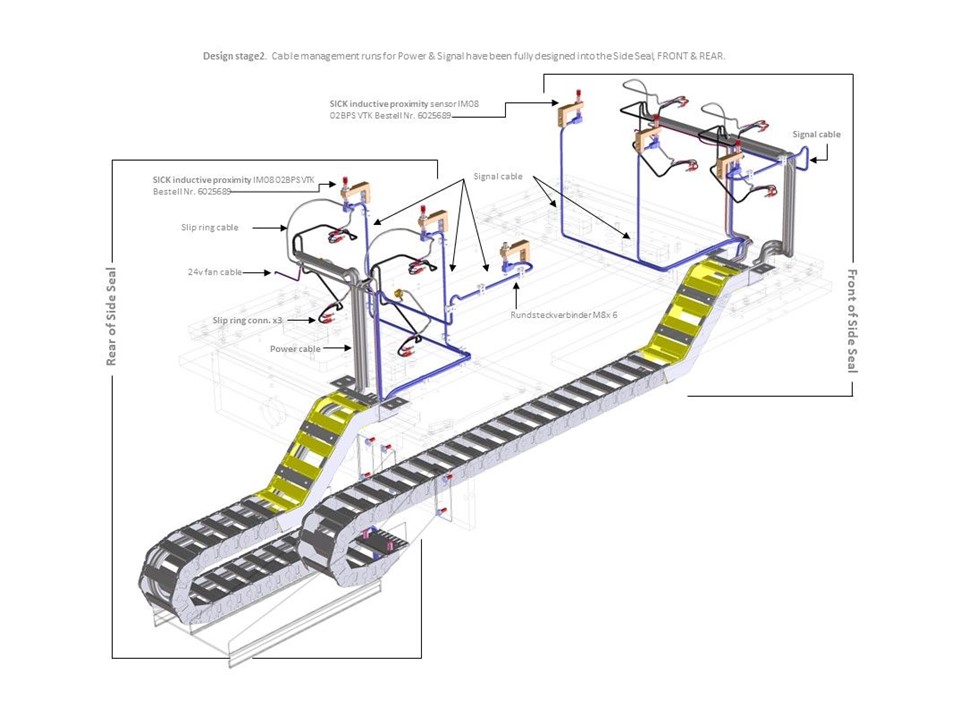 Design stage2. Cable management runs for Power & Signal have been fully designed into the Side Seal, FRONT & REAR.
SICK inductive proximity sensor IM08
02BPS VTK Bestell Nr. 6025689
Signal cable
SICK inductive proximity IM08 02BPS VTK
Bestell Nr. 6025689
Signal cable
Slip ring cable
24v fan cable
Slip ring conn. x3
Rundsteckverbinder M8x 6
Power cable
Rear of Side Seal
Front of Side Seal